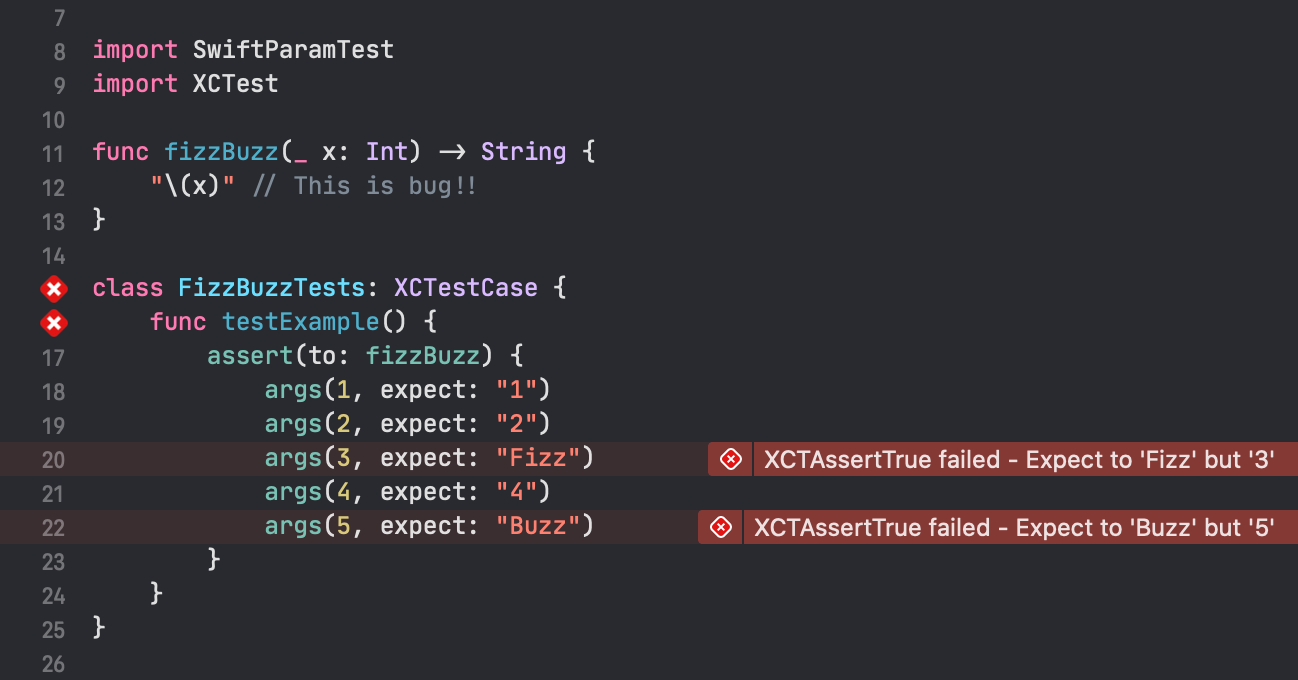 7
8 import SwiftParamTest
9 import XCTest
10
11 func fizzBuzz(_ x: Int) -> String {
12     "\(x)" // This is bug!!
13 }
14
class FizzBuzzTests: XCTestCase {
    func testExample() {
17         assert(to: fizzBuzz) {
18             args(1, expect: "1")
19             args(2, expect: "2")
20             args(3, expect: "Fizz") XCTAssertTrue failed - Expect to 'Fizz' but '3'
21             args(4, expect: "4")
22             args(5, expect: "Buzz") XCTAssertTrue failed - Expect to 'Buzz' but '5'
23         }
24     }
25 }
26